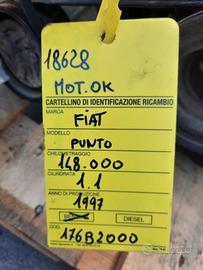 18628
MOT. OK
CARTELLINO DI IDENTIFICAZIONE RICAMBIO
MARCA
FIAT
MODELLO
PUNTO
CHILOMETRAGGIO
148.000
CILINDRATA
1.1
ANNO DI PRODUZIONE
1997
DIESEL
COD.
176B2000